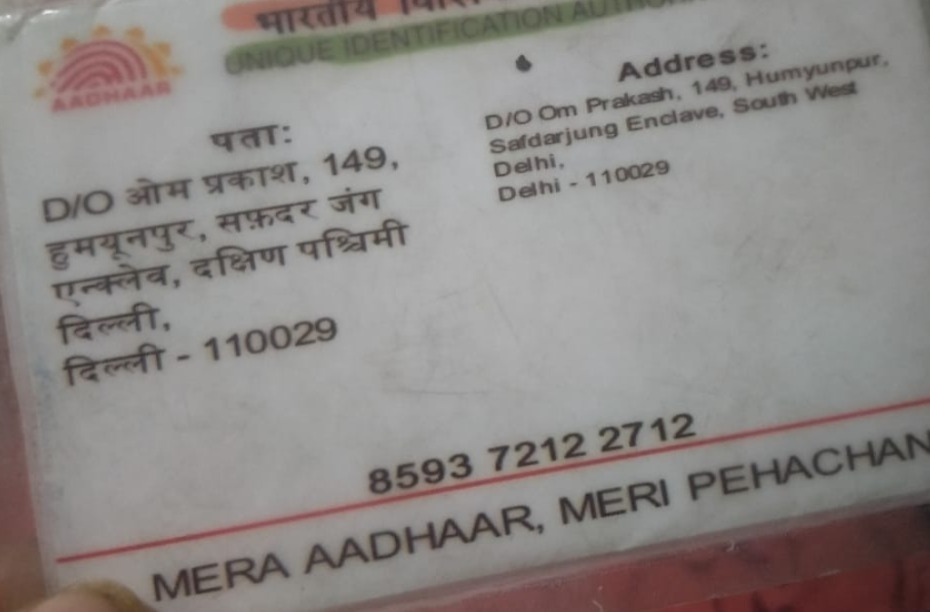 भारतीय
UNIQUE IDENTIFICATION
AADHAAR
पता:
D/O ओम प्रकाश, 149,
हुमयूनपुर, सफ़दर जंग
एन्क्लेव, दक्षिण पश्चिमी
दिल्ली,
दिल्ली - 110029
Address:
D/O Om Prakash, 149, Humyunpur,
Safdarjung Enclave, South West
Delhi,
Delhi - 110029
8593 7212 2712
MERA AADHAAR, MERI PEHACHAN